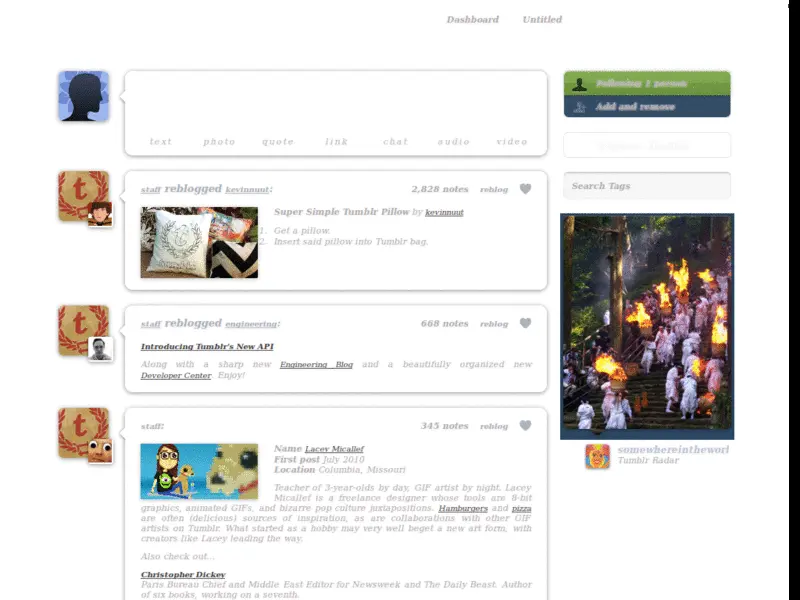 Dashboard Untitled
Following 1 person
Add and remove
text photo quote link chat audio video
Search Tags
staff reblogged kevinnuut: 2,828 notes reblog
Super Simple Tumblr Pillow by kevinnuut
1. Get a pillow.
2. Insert said pillow into Tumblr bag.
staff reblogged engineering: 668 notes reblog
Introducing Tumblr's New API
Along with a sharp new Engineering Blog and a beautifully organized new
Developer Center. Enjoy!
staff: 345 notes reblog
Name Lacey Micallef
First post July 2010
Location Columbia, Missouri
Teacher of 3-year-olds by day, GIF artist by night. Lacey
Micallef is a freelance designer whose tools are 8-bit
graphics, animated GIFs, and bizarre pop culture juxtapositions. Hamburgers and pizza
are often (delicious) sources of inspiration, as are collaborations with other GIF
artists on Tumblr. What started as a hobby may very well beget a new art form, with
creators like Lacey leading the way.
Also check out...
Christopher Dickey
Paris Bureau Chief and Middle East Editor for Newsweek and The Daily Beast. Author
of six books, working on a seventh.
somewhereintheworl
Tumblr Radar